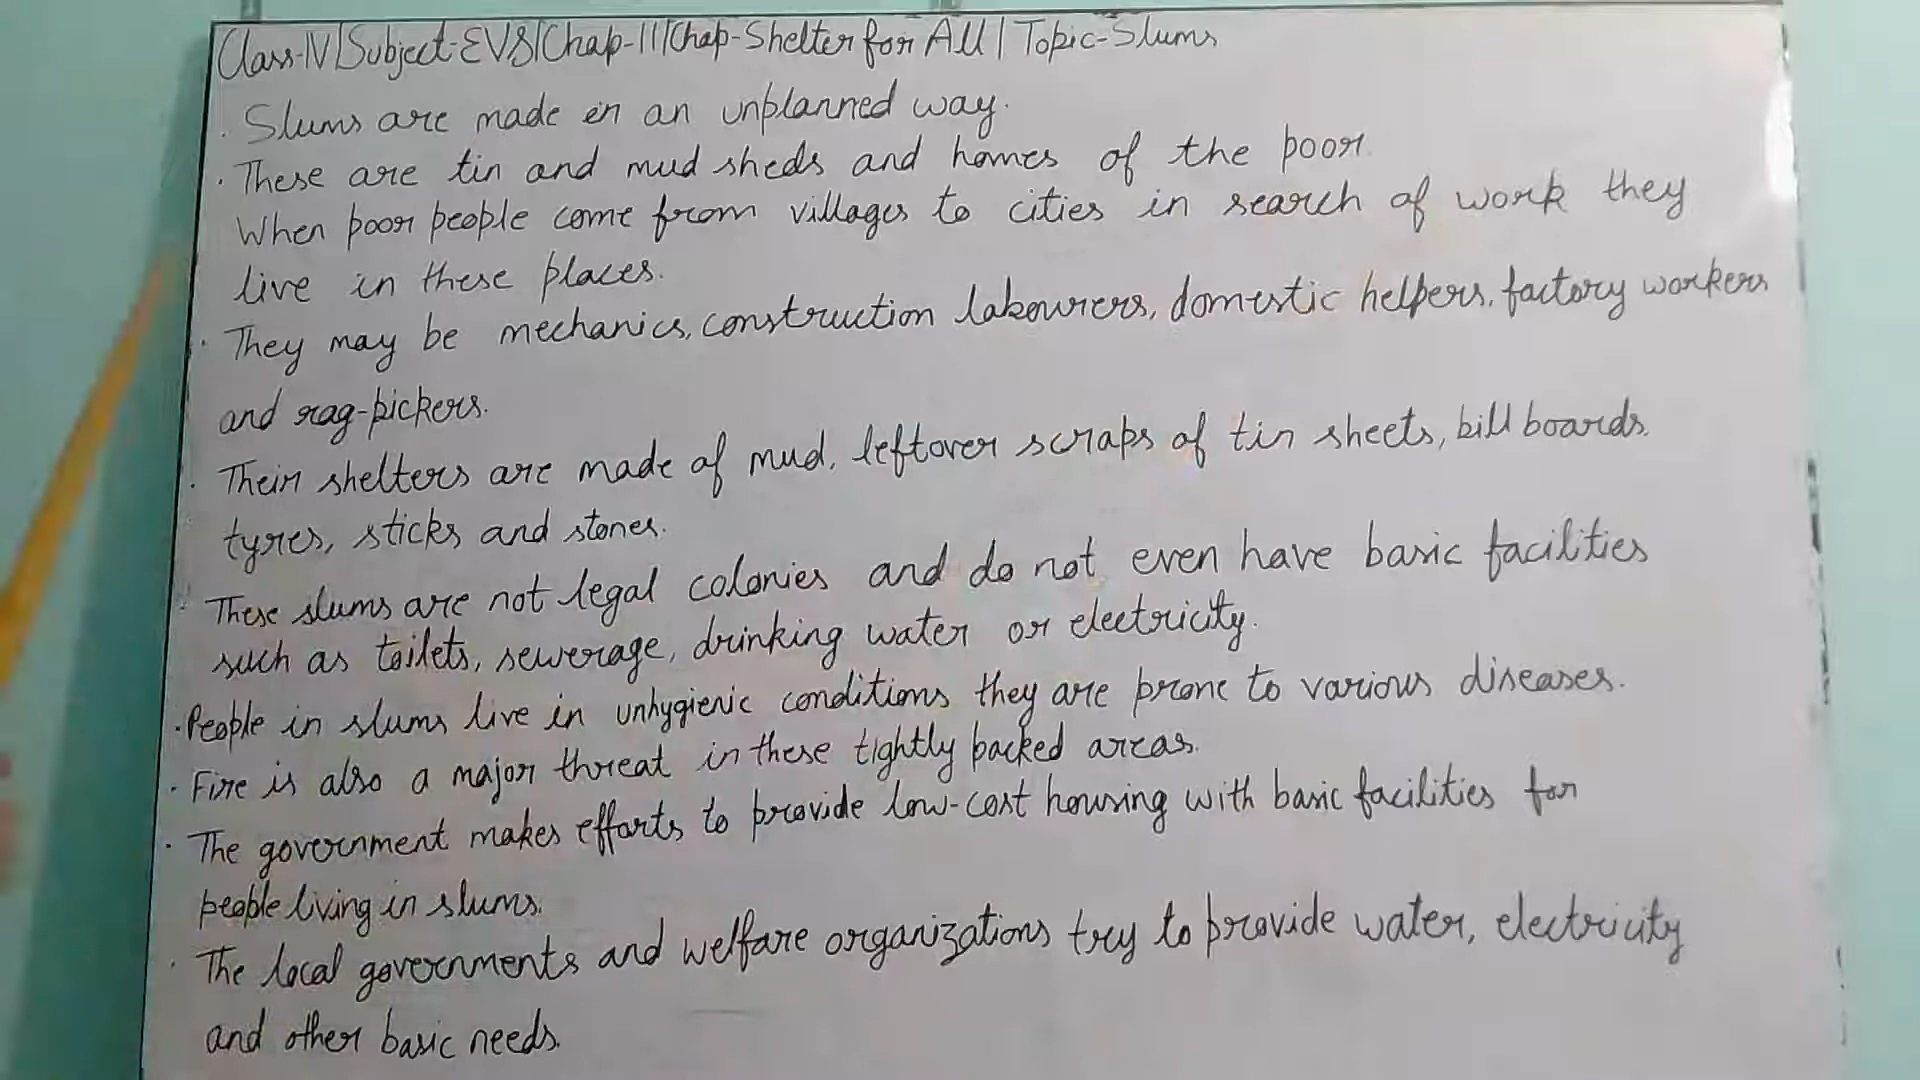 Class-IV|Subject-EVS|Chap-11|Chap-Shelter for All|Topic-Slums
. Slums are made in an unplanned way.
. These are tin and mud sheds and homes of the poor.
When poor people come from villages to cities in search of work they
live in these places.
. They may be mechanics, construction labourers, domestic helpers, factory workers
and rag-pickers.
. Their shelters are made of mud, leftover scraps of tin sheets, bill boards,
tyres, sticks and stones.
. These slums are not legal colonies and do not even have basic facilities
such as toilets, sewerage, drinking water or electricity.
. People in slums live in unhygienic conditions they are prone to various diseases.
. Fire is also a major threat in these tightly packed areas.
. The government makes efforts to provide low-cost housing with basic facilities for
people living in slums.
. The local governments and welfare organizations try to provide water, electricity
and other basic needs.